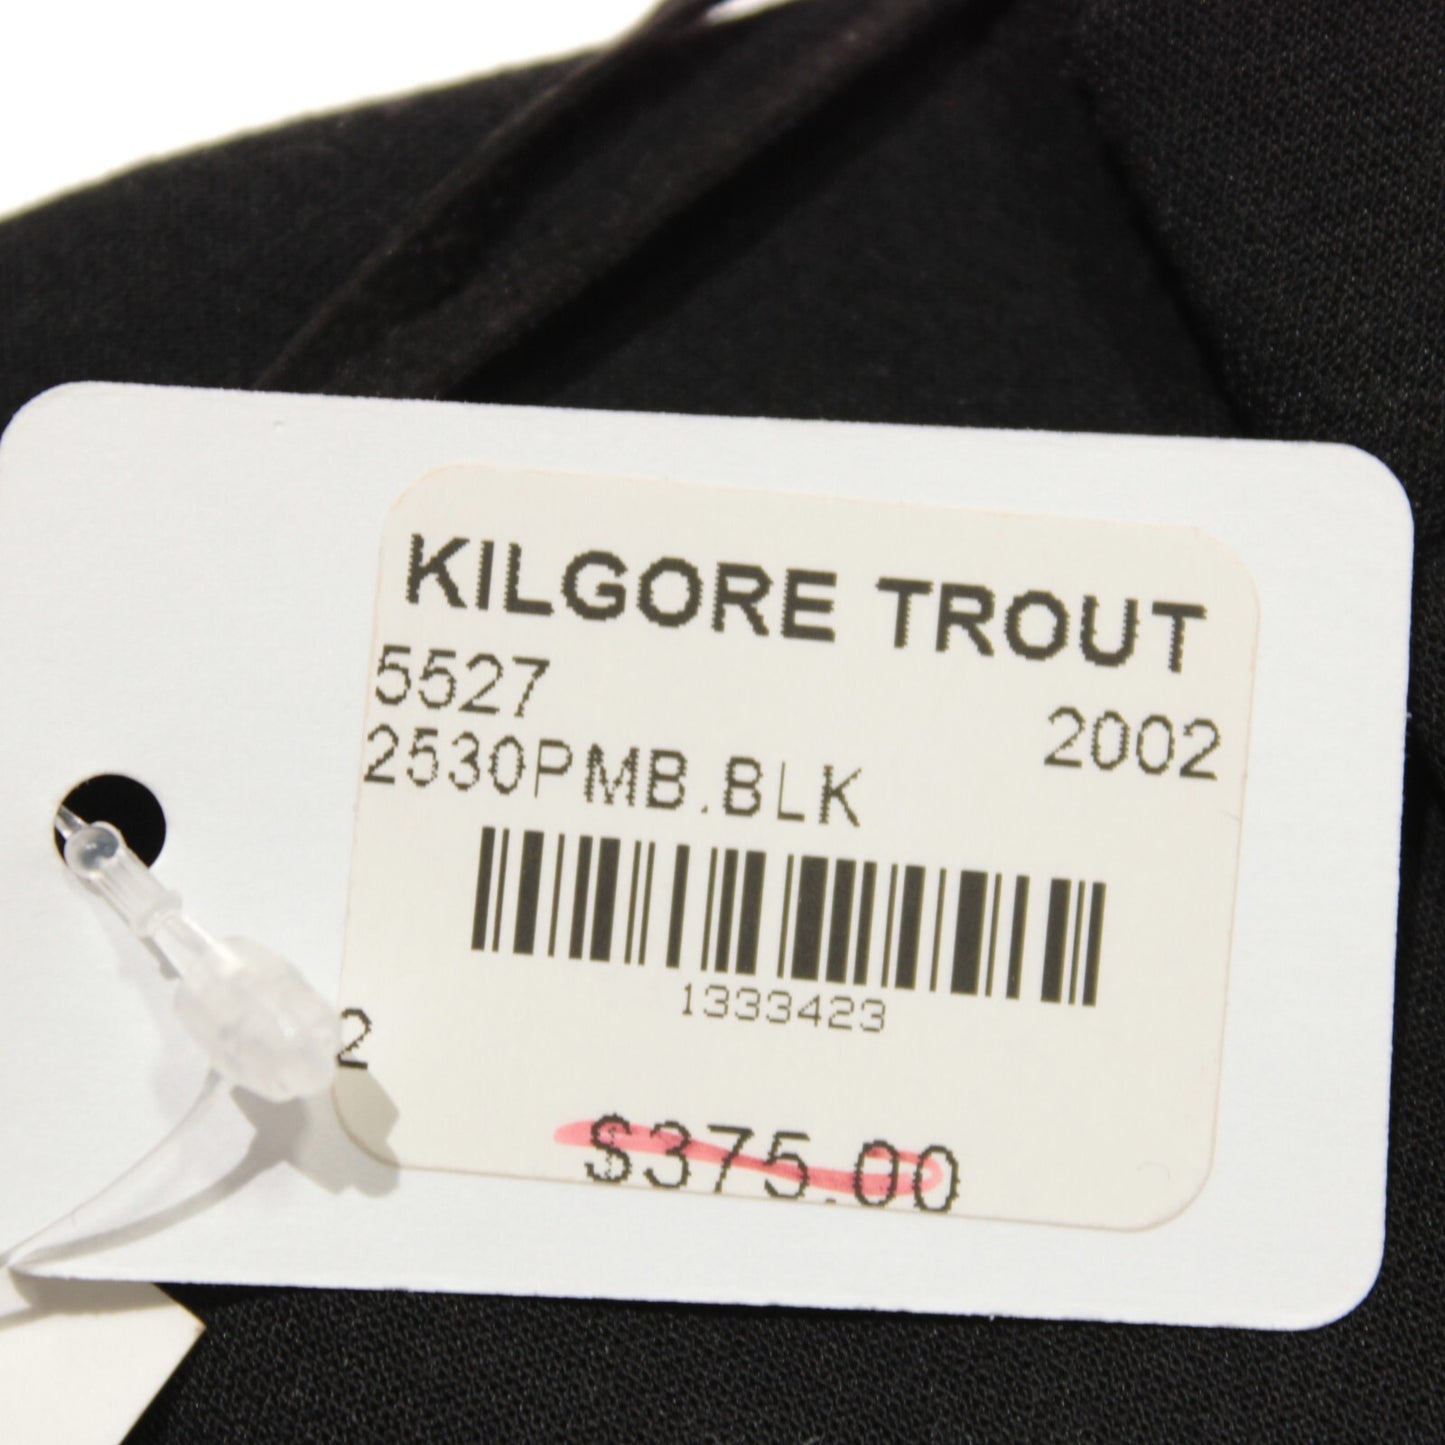 KILGORE TROUT
5527 2002
2530PMB.BLK
1333423
2
$375.00